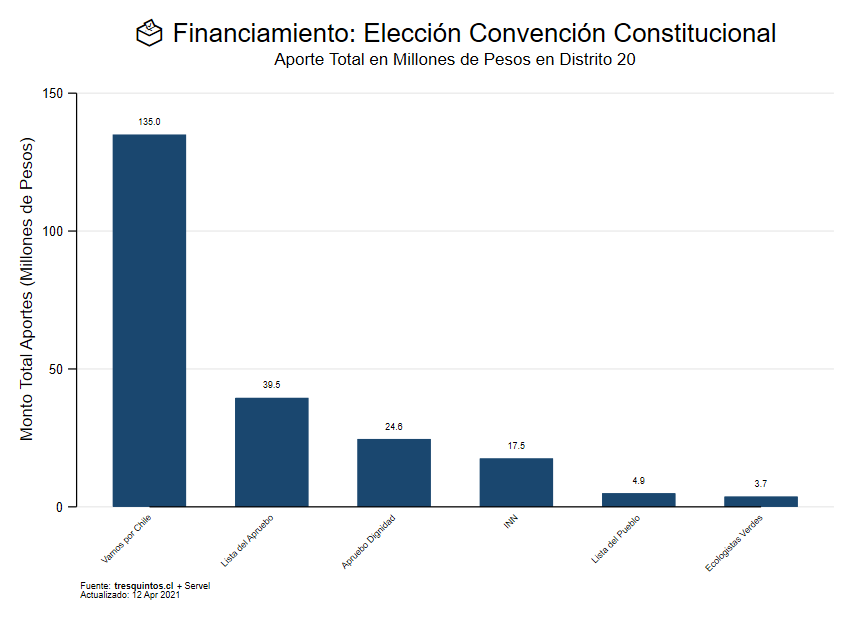 Financiamiento: Elección Convención Constitucional
Aporte Total en Millones de Pesos en Distrito 20
Monto Total Aportes (Millones de Pesos)
150
100
50
0
135.0
39.5
24.6
17.5
4.9
3.7
Vamos por Chile
Lista del Apruebo
Apruebo Dignidad
INN
Lista del Pueblo
Ecologistas Verdes
Fuente: tresquintos.cl + Servel
Actualizado: 12 Apr 2021